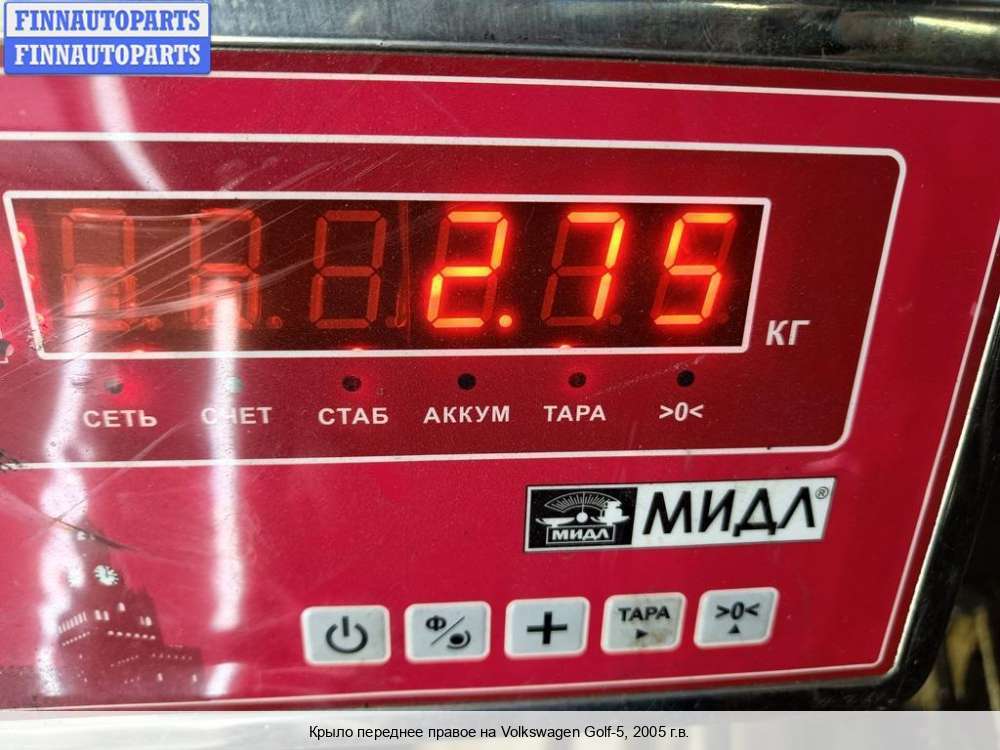 FINNAUTOPARTS
FINNAUTOPARTS
2.75
КГ
СЕТЬ СЧЕТ СТАБ АККУМ ТАРА >0<
МИДЛ МИДЛ®
Ф ТАРА >0<
Крыло переднее правое на Volkswagen Golf-5, 2005 г.в.